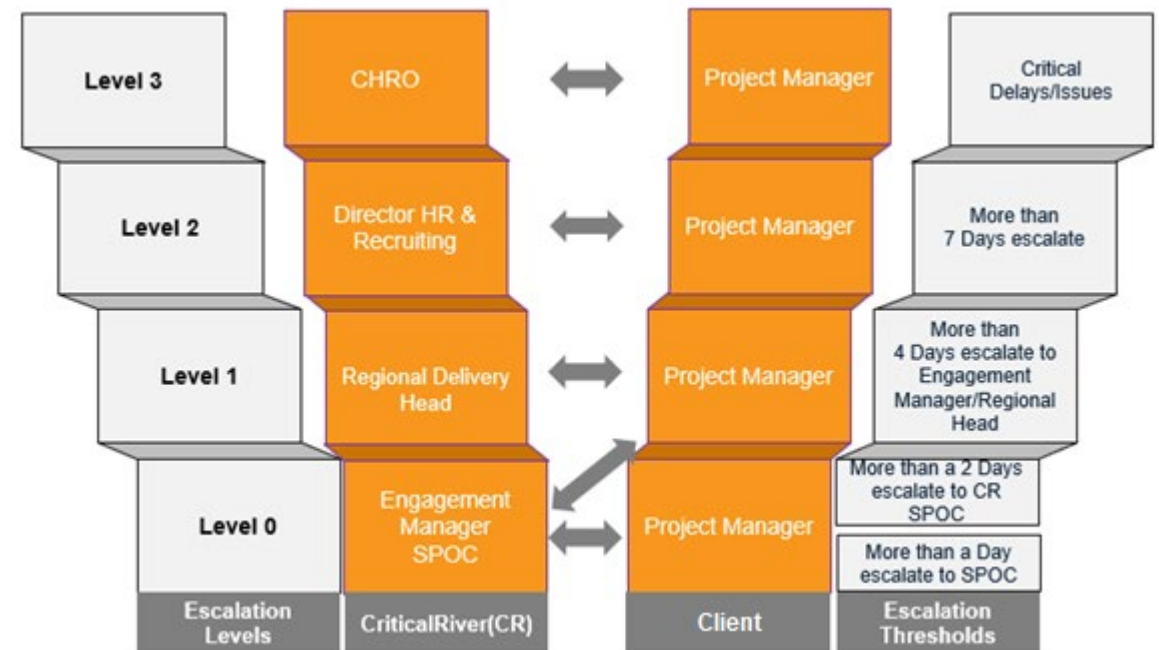 Level 3
CHRO
Project Manager
Critical
Delays/Issues
Level 2
Director HR &
Recruiting
Project Manager
More than
7 Days escalate
Level 1
Regional Delivery
Head
Project Manager
More than
4 Days escalate to
Engagement
Manager/Regional
Head
Level 0
Engagement
Manager
SPOC
Project Manager
More than a 2 Days
escalate to CR
SPOC
More than a Day
escalate to SPOC
Escalation
Levels
CriticalRiver(CR)
Client
Escalation
Thresholds